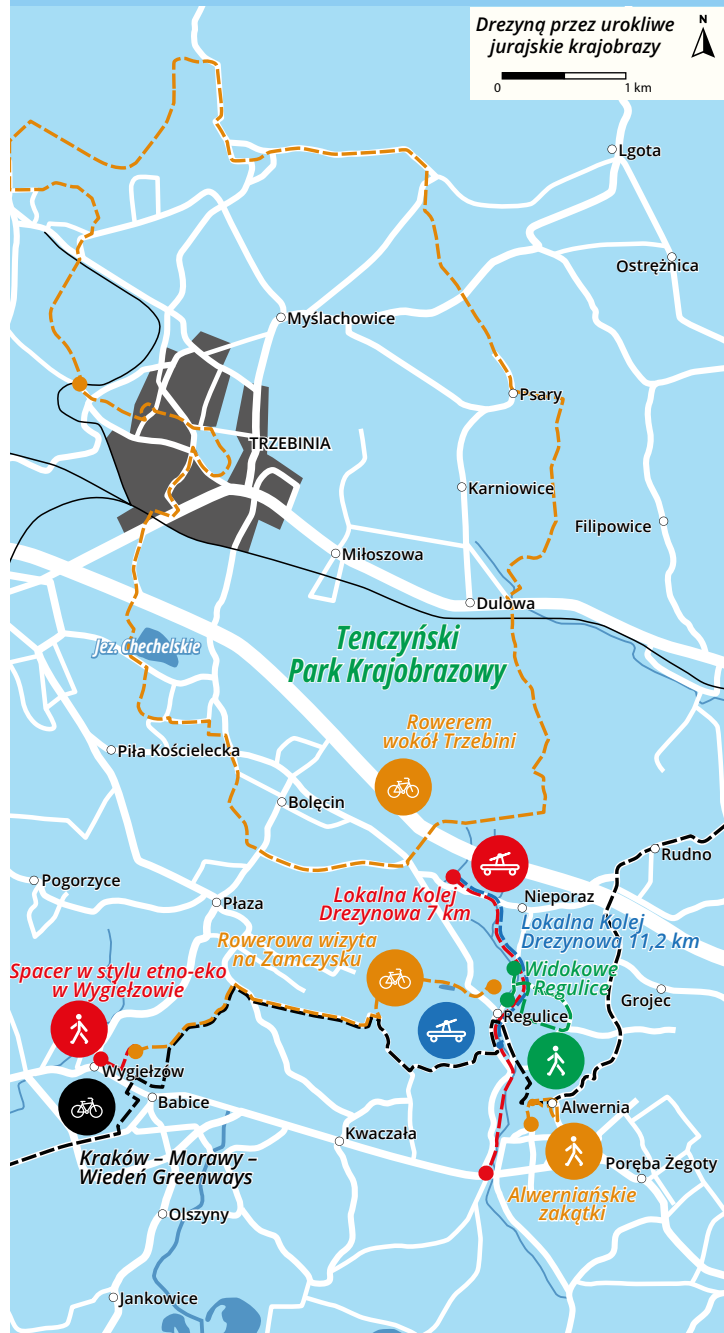 Drezyną przez urokliwe
jurajskie krajobrazy
N
0
1 km
Lgota
Ostrężnica
Myślachowice
Psary
TRZEBINIA
Karniowice
Filipowice
Miłoszowa
Dulowa
Tenczyński
Park Krajobrazowy
Jez. Chechelskie
Rowerem
wokół Trzebini
Piła Kościelecka
Bolęcin
Rudno
Pogorzyce
Płaza
Lokalna Kolej
Drezynowa 7 km
Nieporaz
Lokalna Kolej
Drezynowa 11,2 km
Rowerowa wizyta
na Zamczysku
Spacer w stylu etno-eko
w Wygiełzowie
Widokowe
Regulice
Grojec
Regulice
Wygiełzów
Babice
Alwernia
Kwaczała
Kraków – Morawy –
Wiedeń Greenways
Poręba Żegoty
Alwerniańskie
zakątki
Olszyny
Jankowice